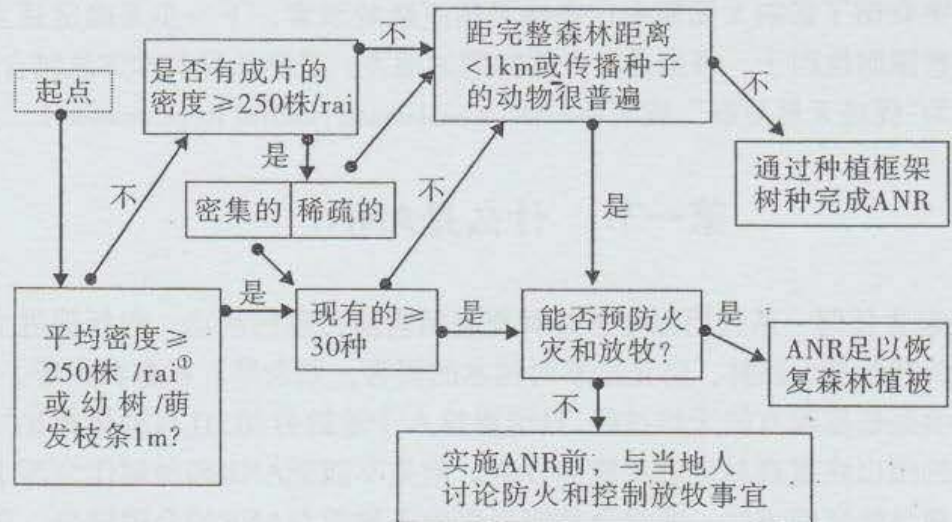 起点
是否有成片的
密度≥250株/rai
不
距完整森林距离
<1km或传播种子
的动物很普遍
不
通过种植框架
树种完成ANR
不
是
密集的
稀疏的
不
是
平均密度≥
250株 /rai①
或幼树/萌
发枝条1m?
是
现有的≥
30种
是
能否预防火
灾和放牧?
是
ANR足以恢
复森林植被
不
实施ANR前，与当地人
讨论防火和控制放牧事宜